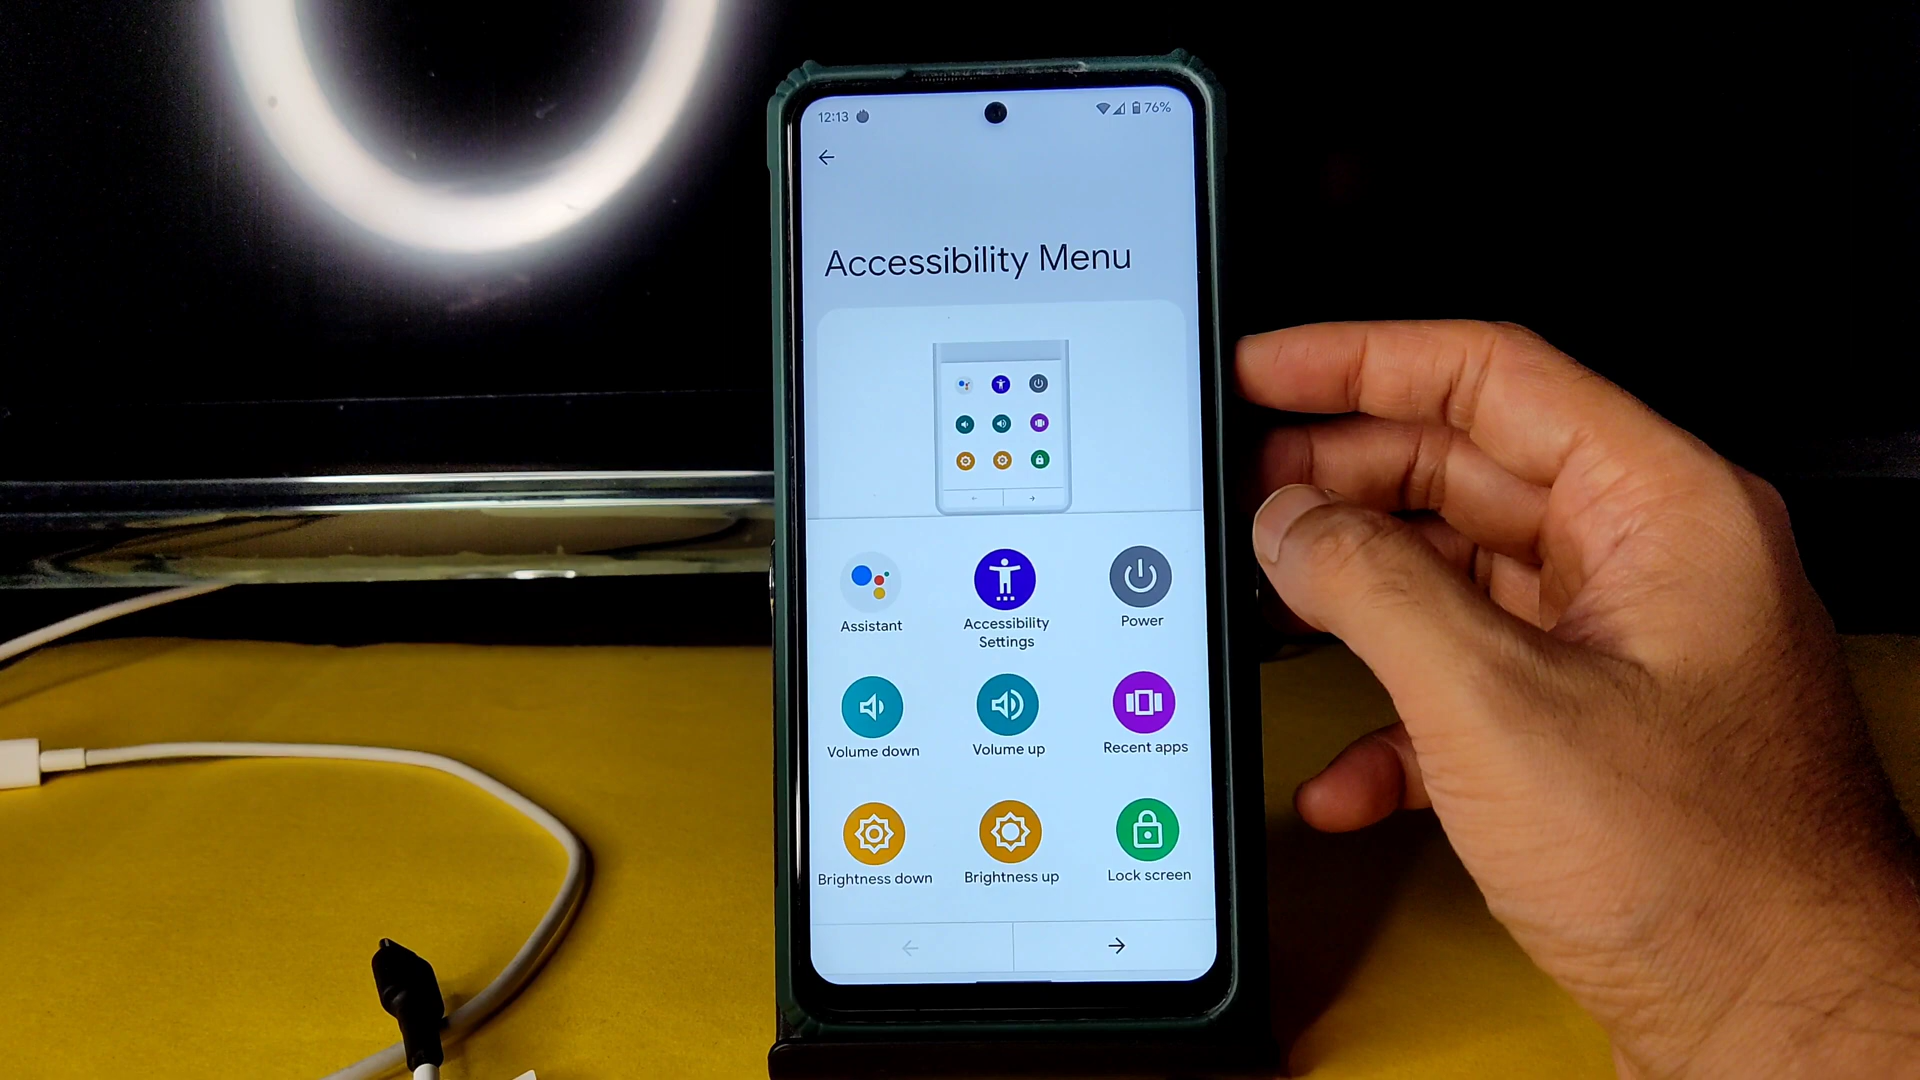 12:13 76%
Accessibility Menu
Assistant
Accessibility
Settings
Power
Volume down
Volume up
Recent apps
Brightness down
Brightness up
Lock screen